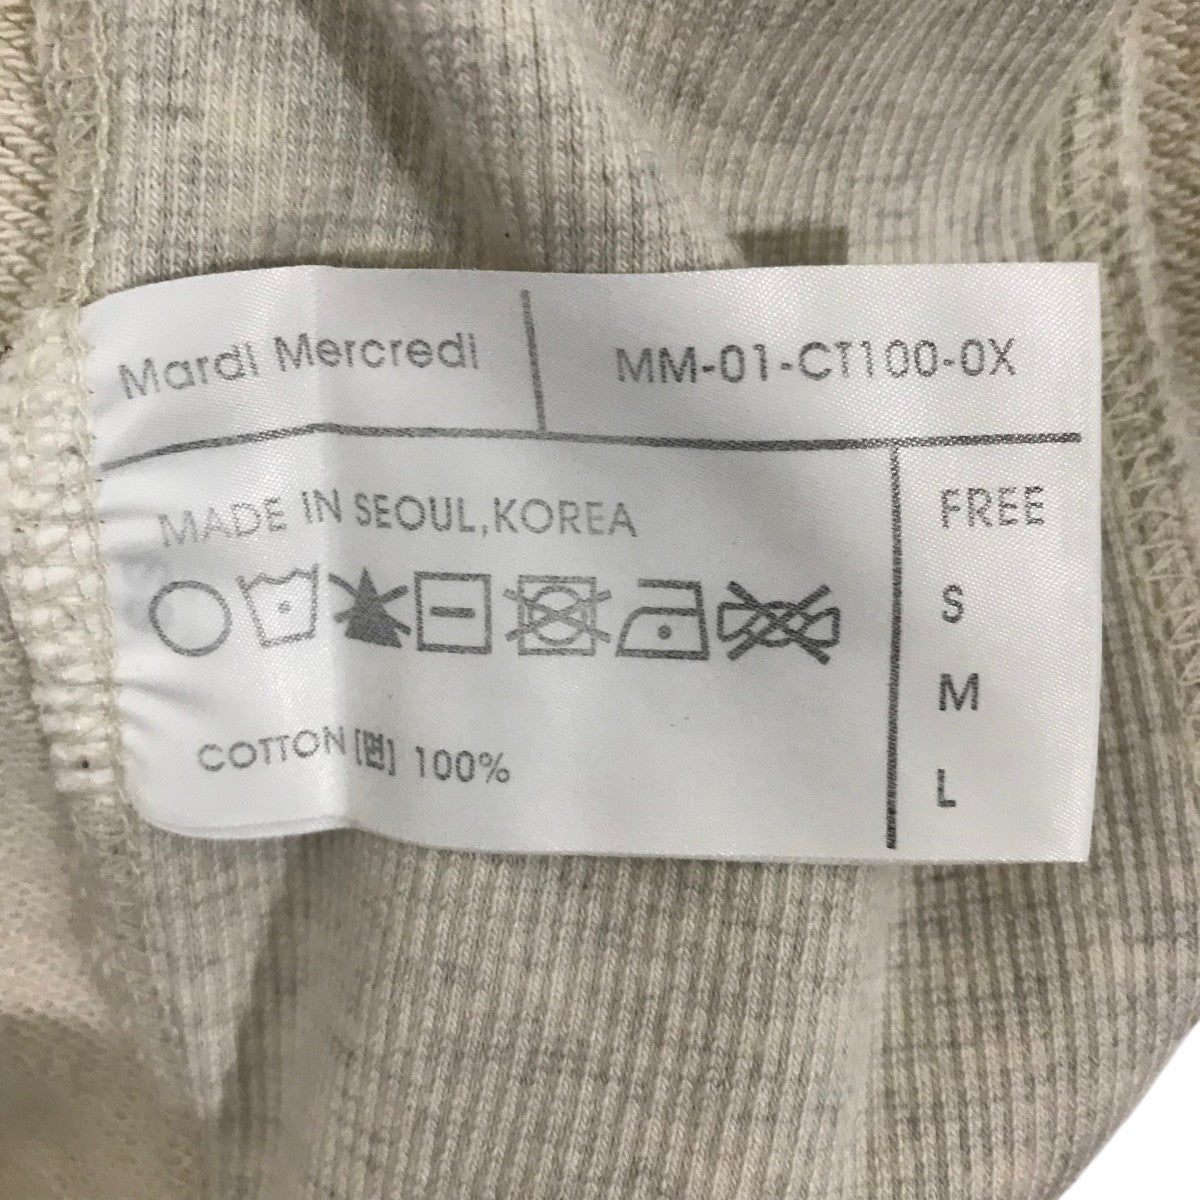 Mardi Mercredi
MM-01-CT100-0X
MADE IN SEOUL,KOREA
COTTON [면] 100%
FREE
S
M
L